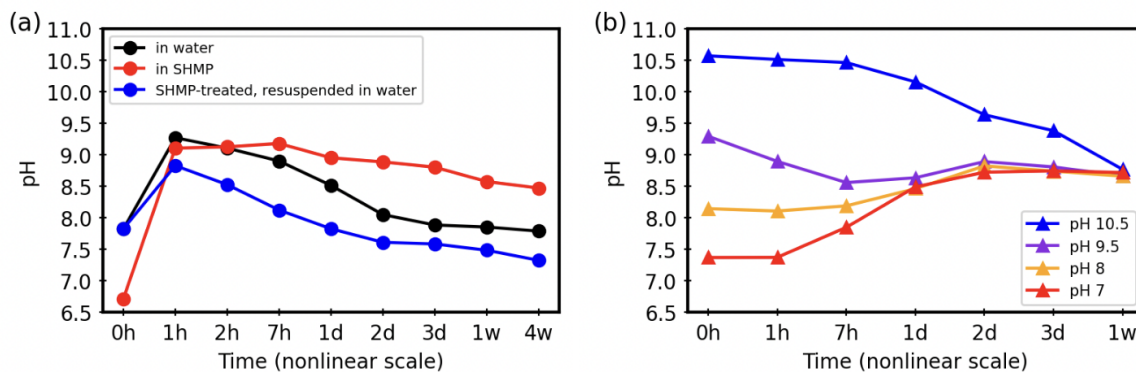 (a)
11.0
10.5
10.0
9.5
9.0
8.5
8.0
7.5
7.0
6.5
pH
in water
in SHMP
SHMP-treated, resuspended in water
0h 1h 2h 7h 1d 2d 3d 1w 4w
Time (nonlinear scale)
(b)
11.0
10.5
10.0
9.5
9.0
8.5
8.0
7.5
7.0
6.5
pH
pH 10.5
pH 9.5
pH 8
pH 7
0h 1h 7h 1d 2d 3d 1w
Time (nonlinear scale)